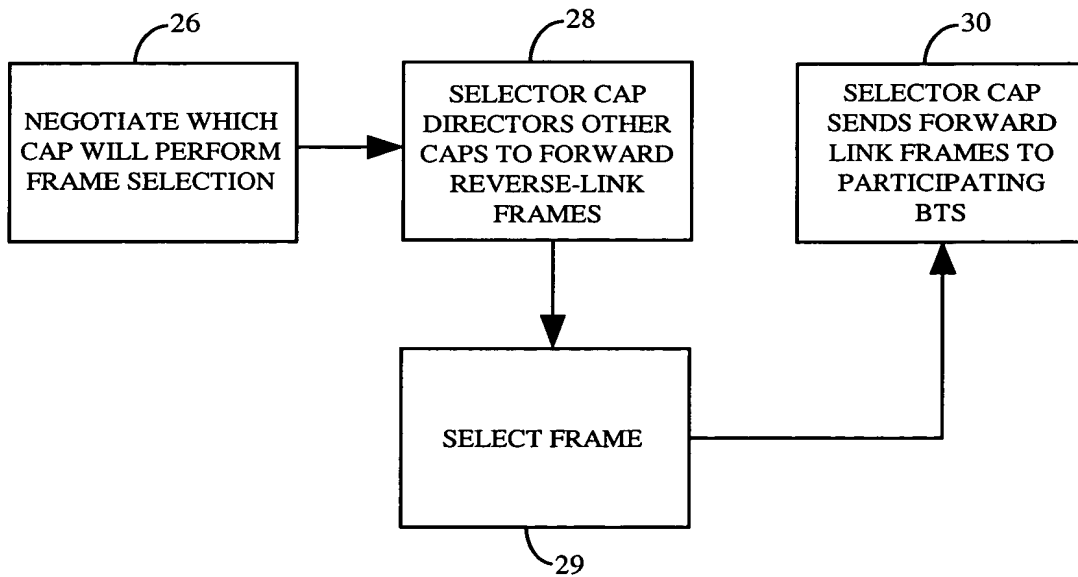 26
NEGOTIATE WHICH
CAP WILL PERFORM
FRAME SELECTION
28
SELECTOR CAP
DIRECTORS OTHER
CAPS TO FORWARD
REVERSE-LINK
FRAMES
30
SELECTOR CAP
SENDS FORWARD
LINK FRAMES TO
PARTICIPATING
BTS
SELECT FRAME
29